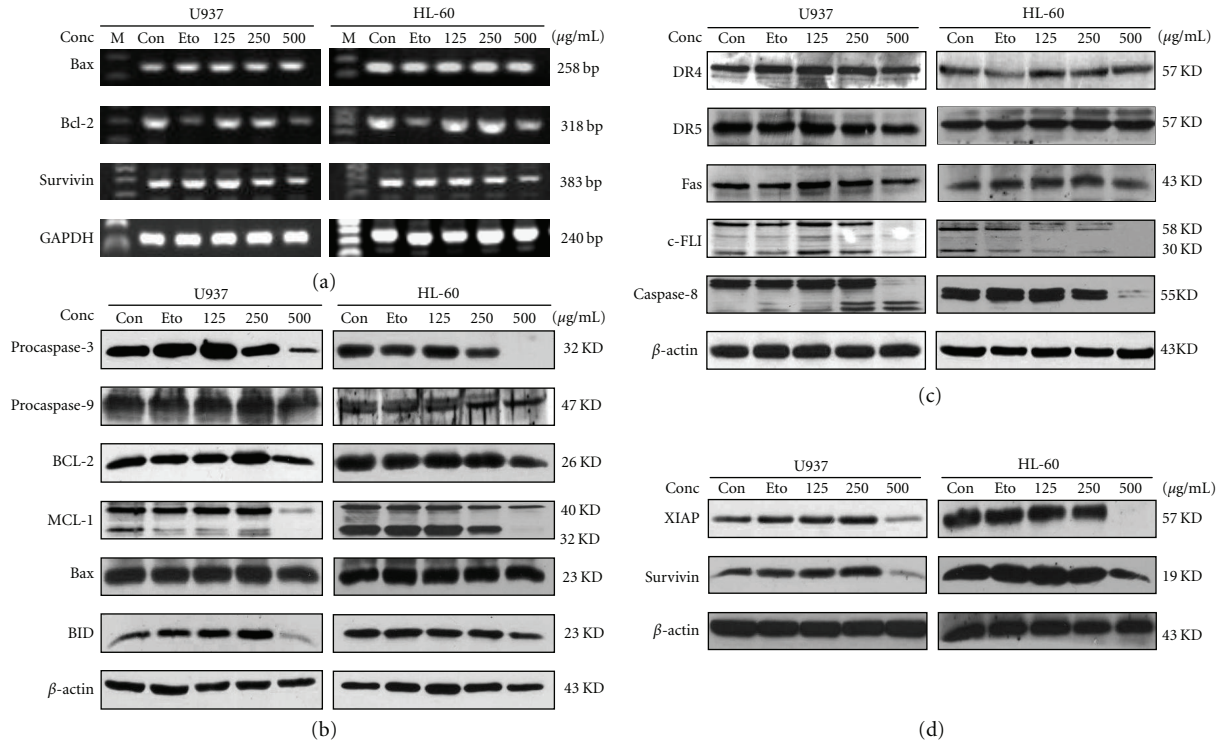 U937 HL-60
Conc M Con Eto 125 250 500 M Con Eto 125 250 500 (μg/mL)
Bax 258 bp
Bcl-2 318 bp
Survivin 383 bp
GAPDH 240 bp
(a)
U937 HL-60
Conc Con Eto 125 250 500 Con Eto 125 250 500 (μg/mL)
Procaspase-3 32 KD
Procaspase-9 47 KD
BCL-2 26 KD
MCL-1 40 KD
32 KD
Bax 23 KD
BID 23 KD
β-actin 43 KD
(b)
U937 HL-60
Conc Con Eto 125 250 500 Con Eto 125 250 500 (μg/mL)
DR4 57 KD
DR5 57 KD
Fas 43 KD
c-FLI 58 KD
30 KD
Caspase-8 55KD
β-actin 43KD
(c)
U937 HL-60
Conc Con Eto 125 250 500 Con Eto 125 250 500 (μg/mL)
XIAP 57 KD
Survivin 19 KD
β-actin 43 KD
(d)